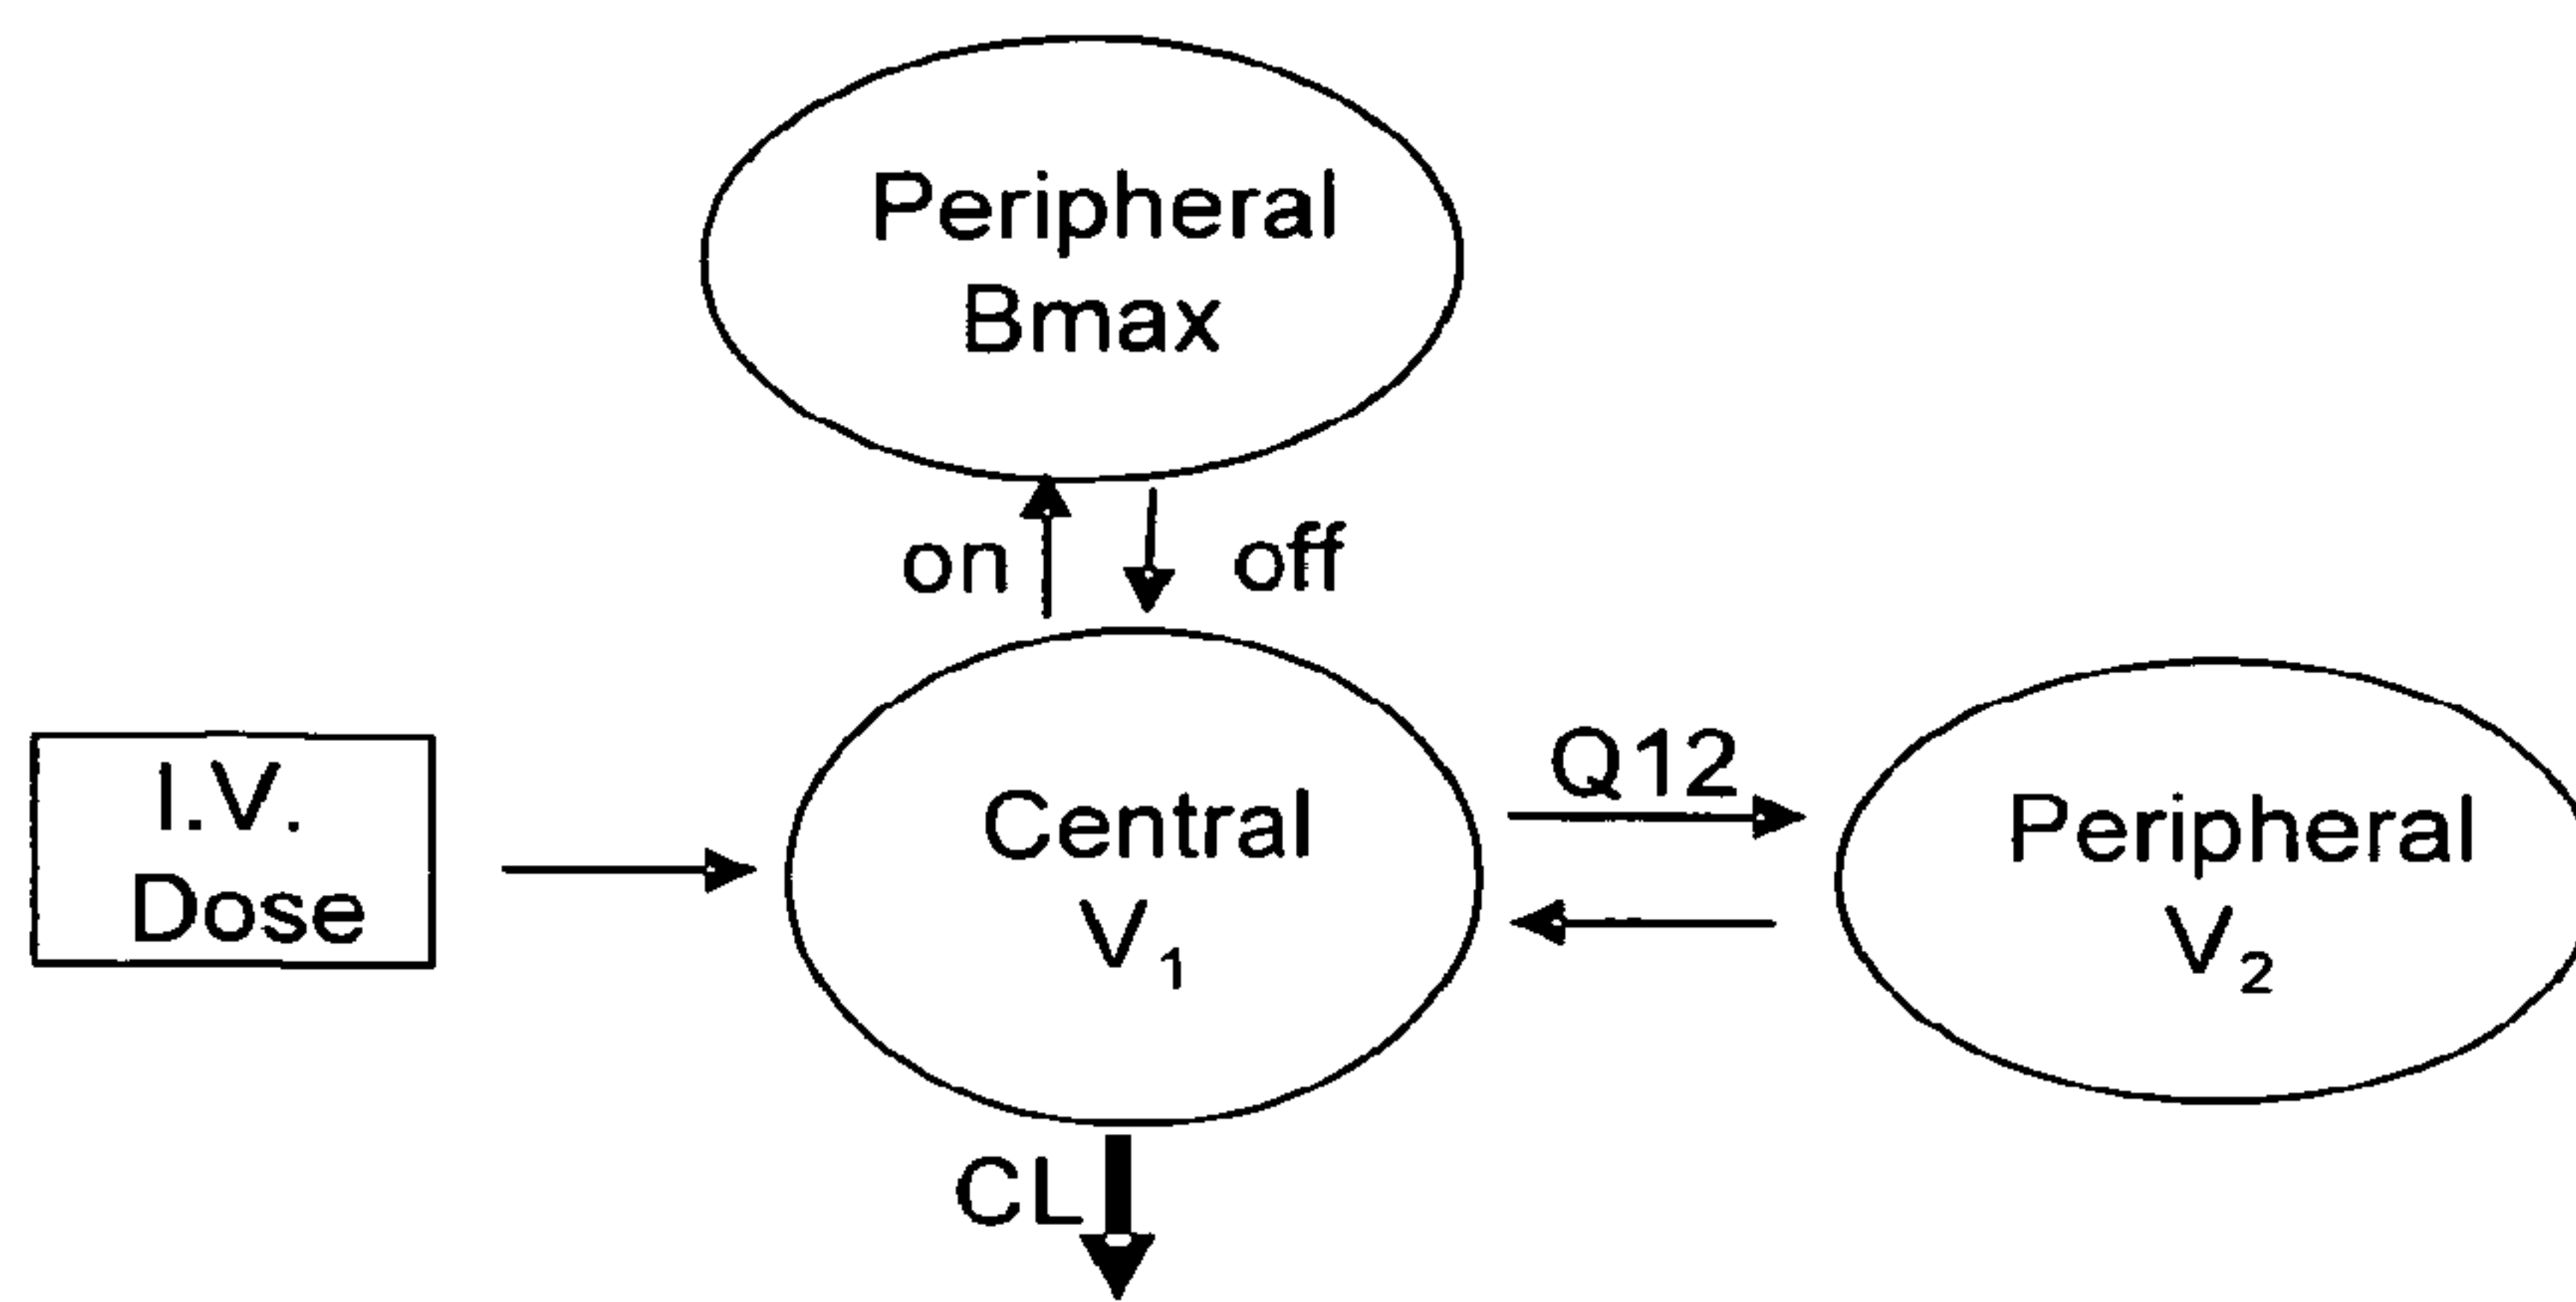 Peripheral
Bmax
on
off
I.V.
Dose
Central
V₁
Q12
Peripheral
V₂
CL